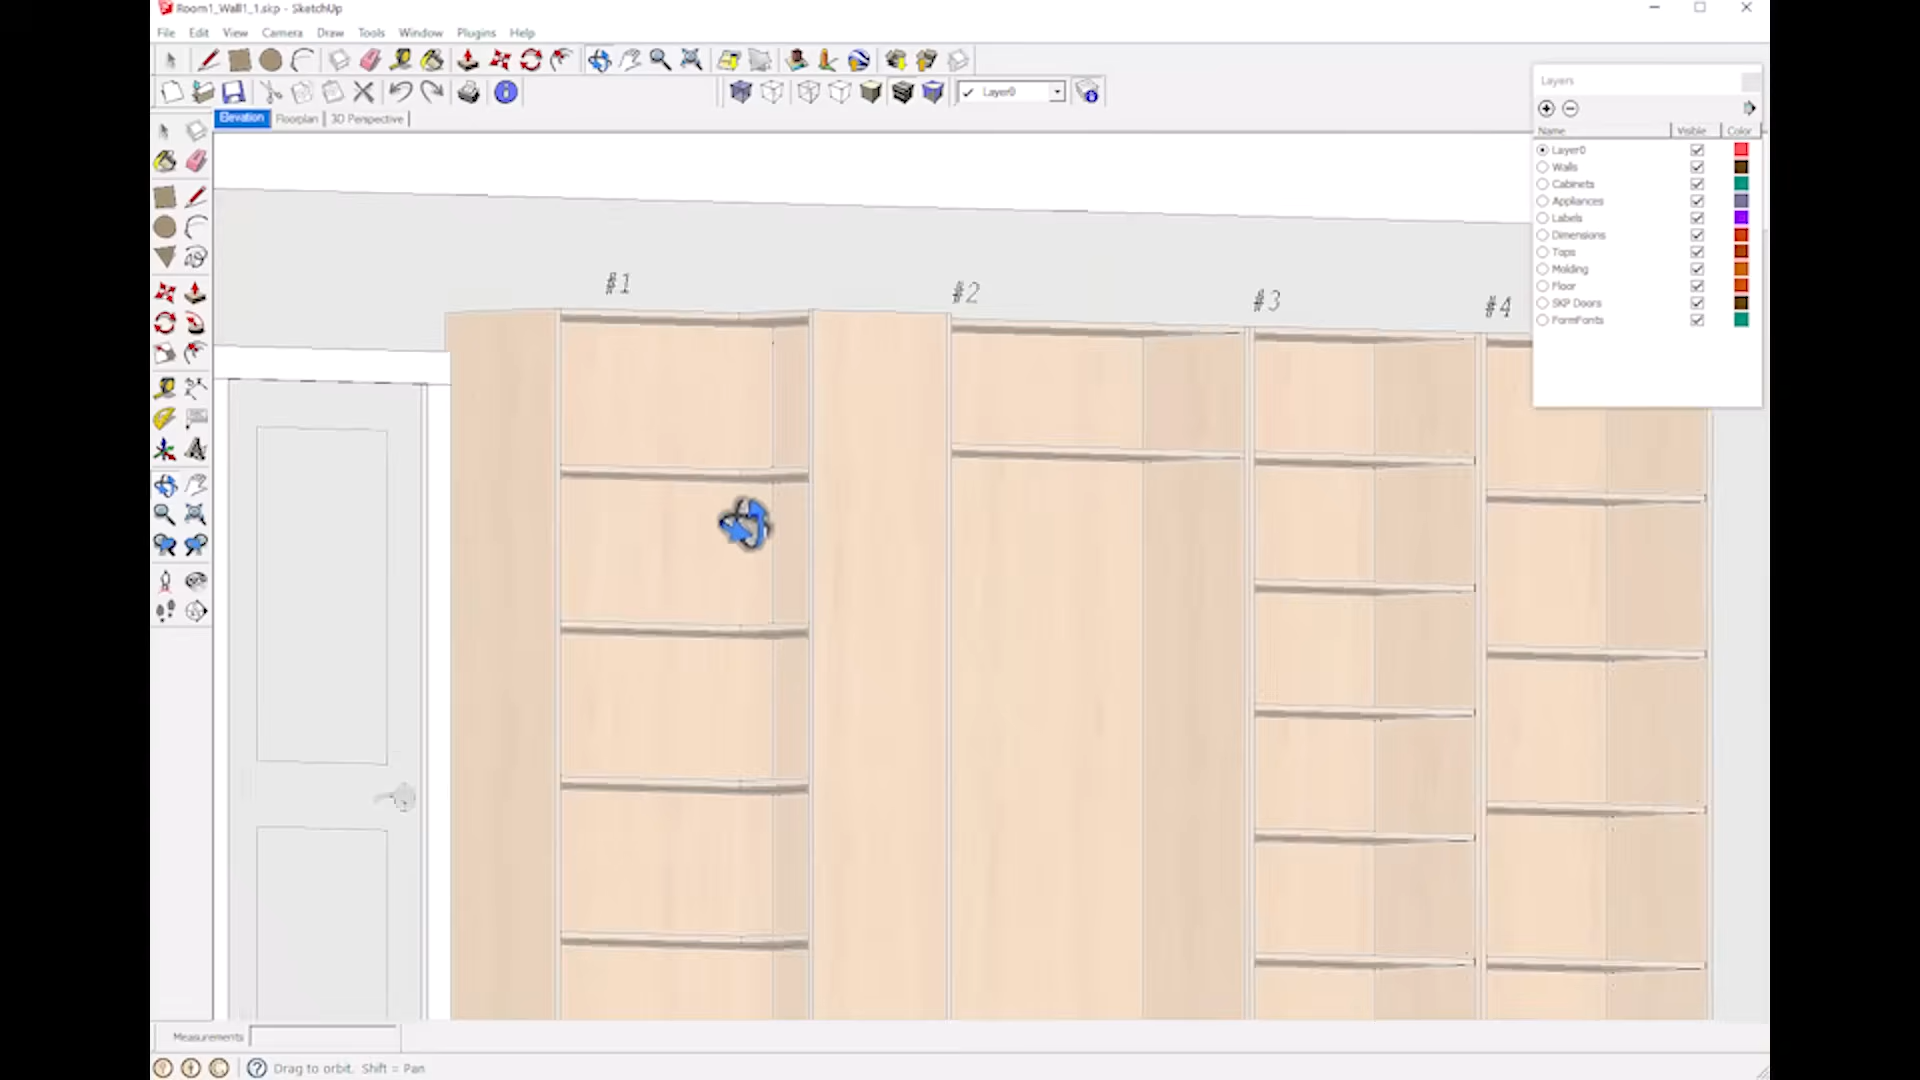 Room1_Wall1_1.skp - SketchUp
File Edit View Camera Draw Tools Window Plugins Help
Layer0
Elevation Floorplan 3D Perspective
Layers
Name Visible Color
Layer0
Walls
Cabinets
Appliances
Labels
Dimensions
Tops
Molding
Floor
SKP Doors
FormFonts
#1
#2
#3
#4
Measurements
Drag to orbit. Shift = Pan